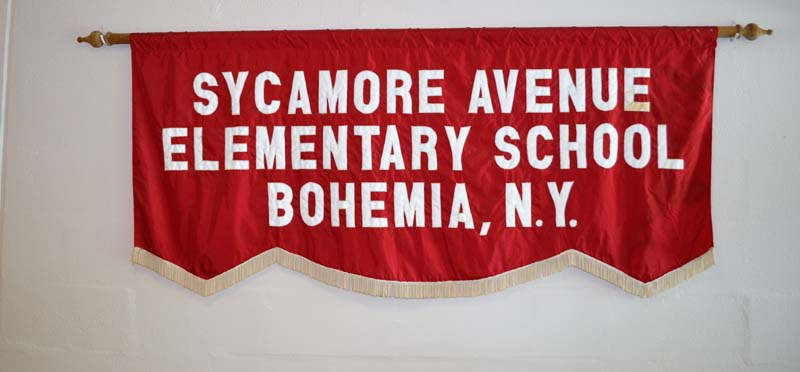 SYCAMORE AVENUE
ELEMENTARY SCHOOL
BOHEMIA, N.Y.